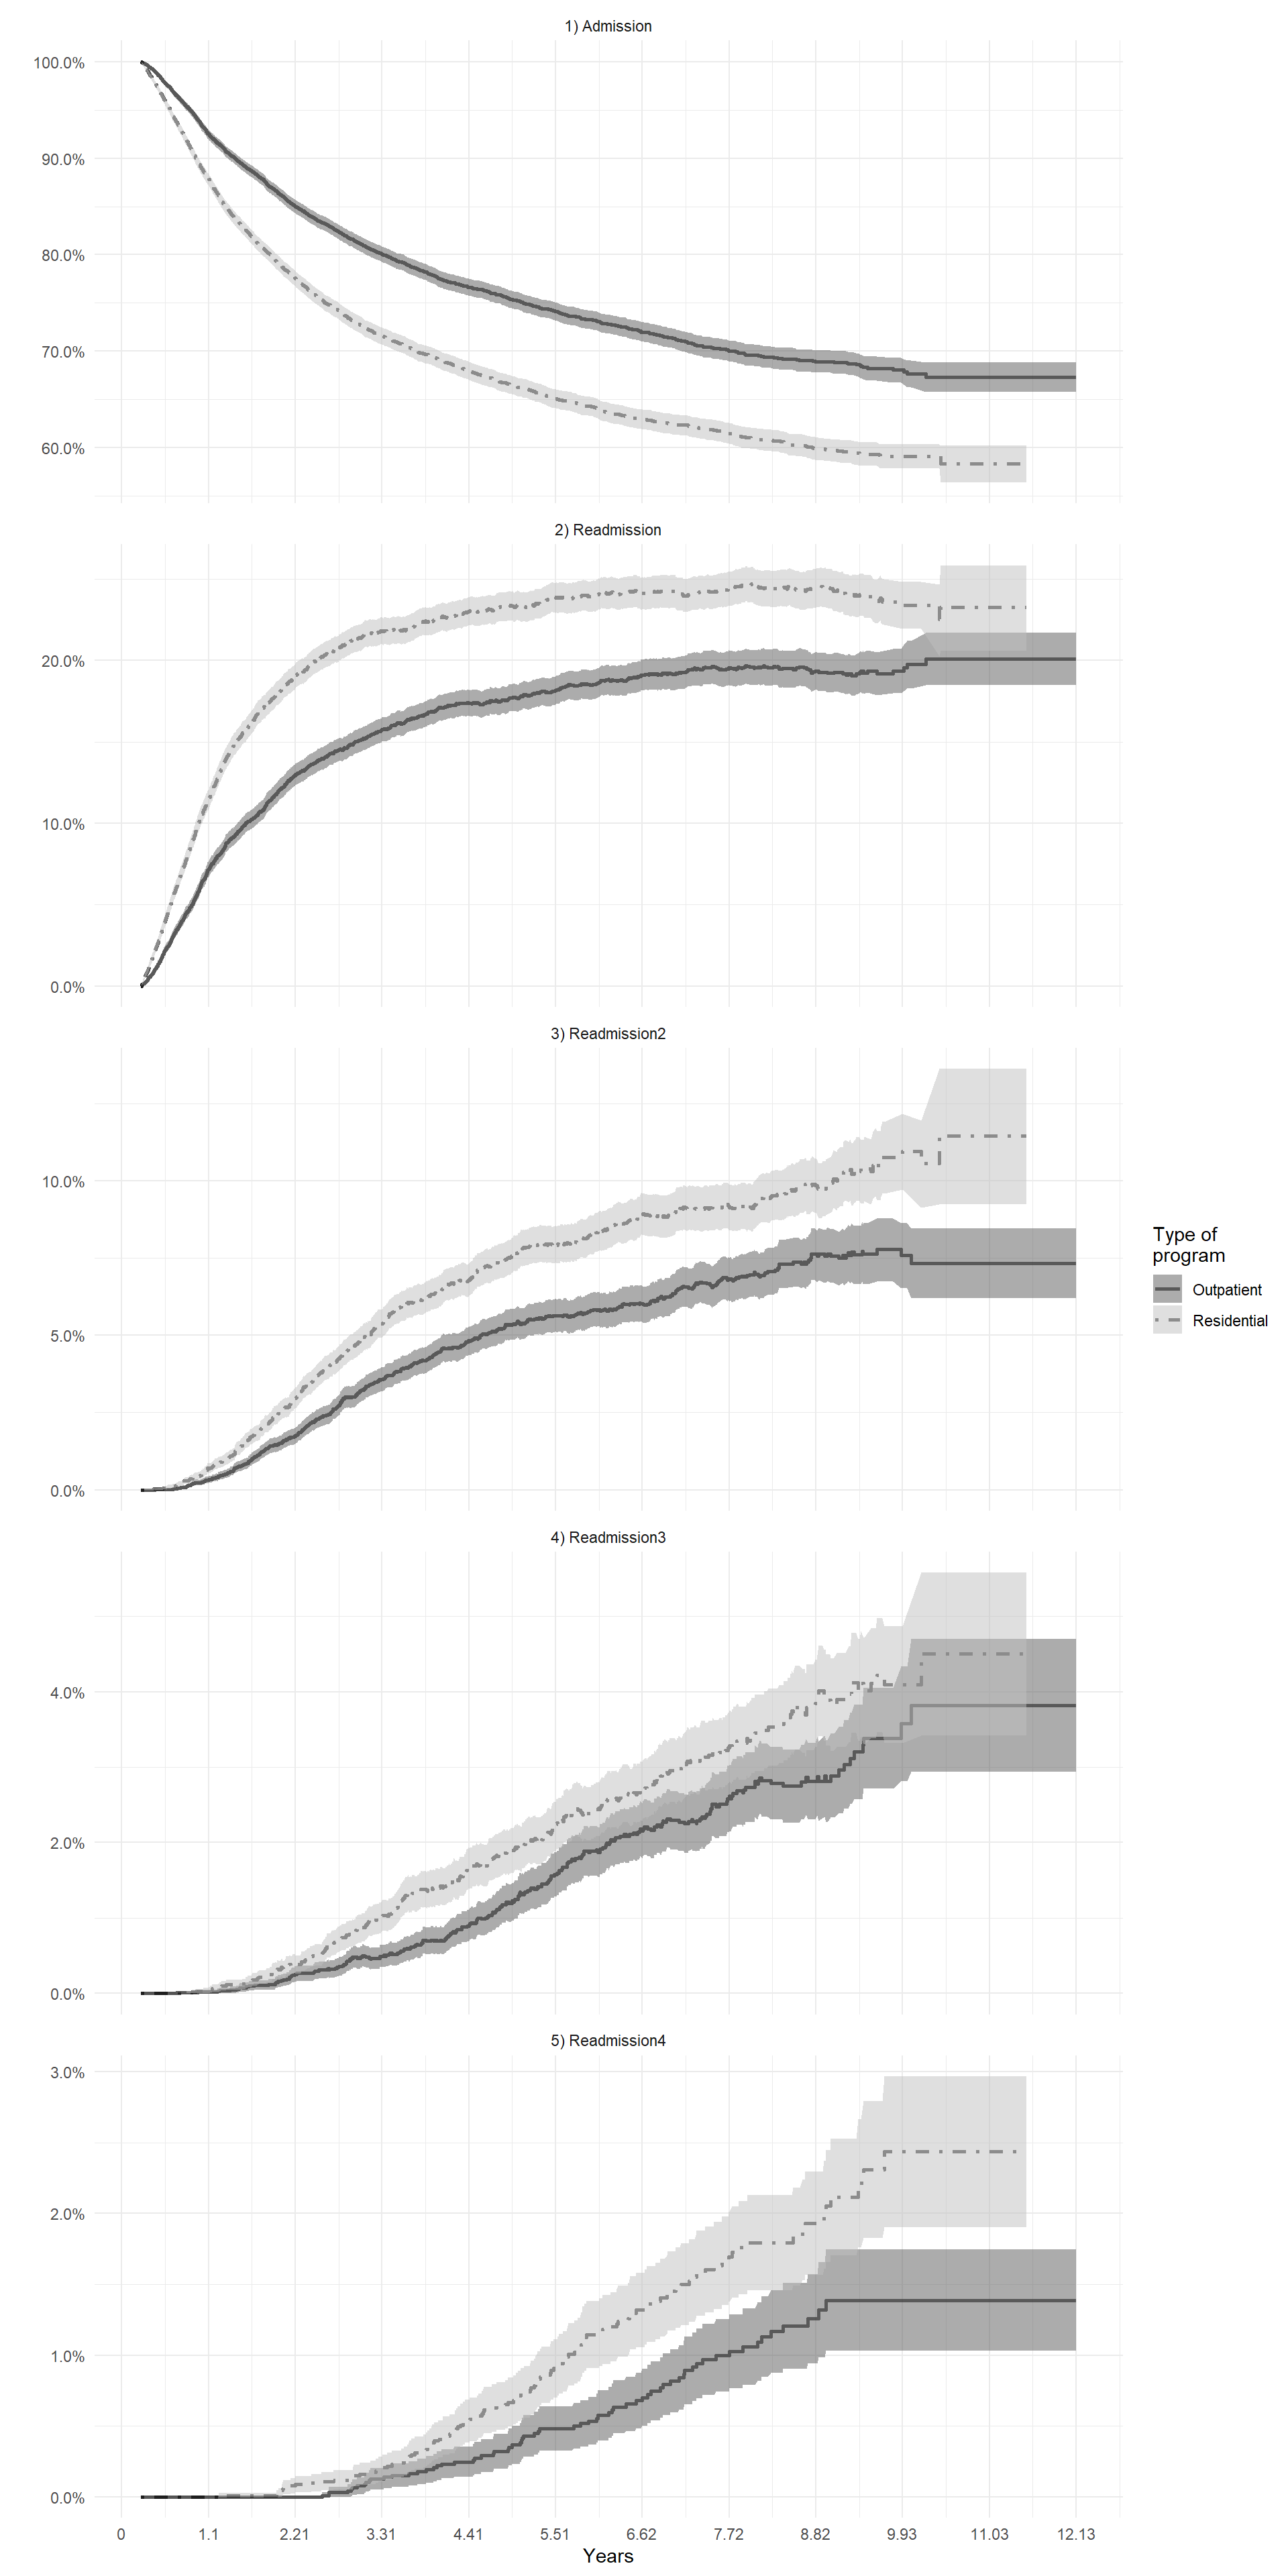 1) Admission
100.0%
90.0%
80.0%
70.0%
60.0%
2) Readmission
20.0%
10.0%
0.0%
3) Readmission2
10.0%
5.0%
0.0%
Type of
program
Outpatient
Residential
4) Readmission3
4.0%
2.0%
0.0%
5) Readmission4
3.0%
2.0%
1.0%
0.0%
0 1.1 2.21 3.31 4.41 5.51 6.62 7.72 8.82 9.93 11.03 12.13
Years